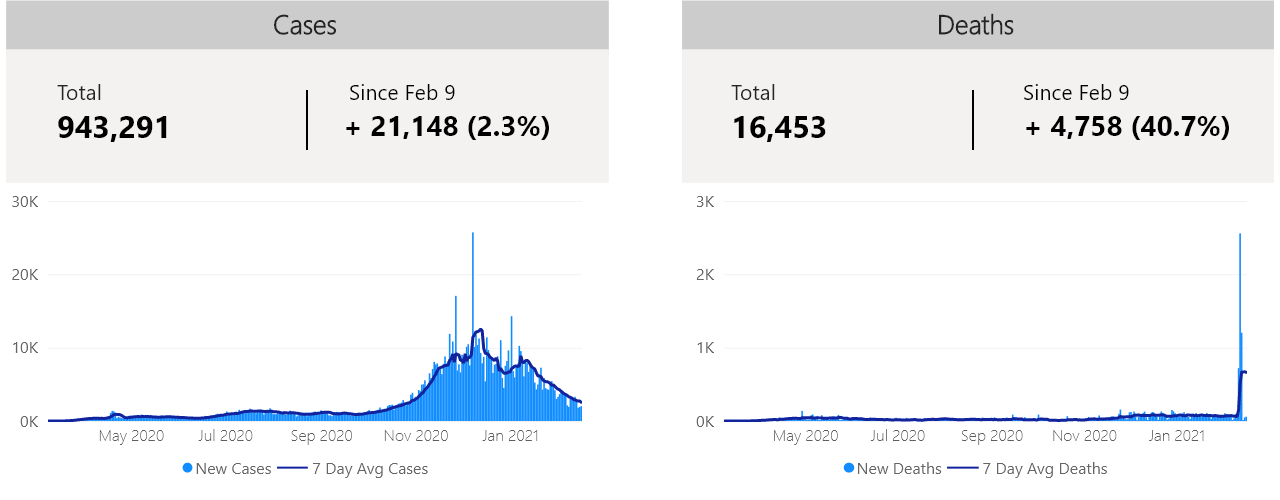 Cases
Total
943,291
Since Feb 9
+ 21,148 (2.3%)
30K
20K
10K
0K
May 2020 Jul 2020 Sep 2020 Nov 2020 Jan 2021
New Cases 7 Day Avg Cases
Deaths
Total
16,453
Since Feb 9
+ 4,758 (40.7%)
3K
2K
1K
0K
May 2020 Jul 2020 Sep 2020 Nov 2020 Jan 2021
New Deaths 7 Day Avg Deaths